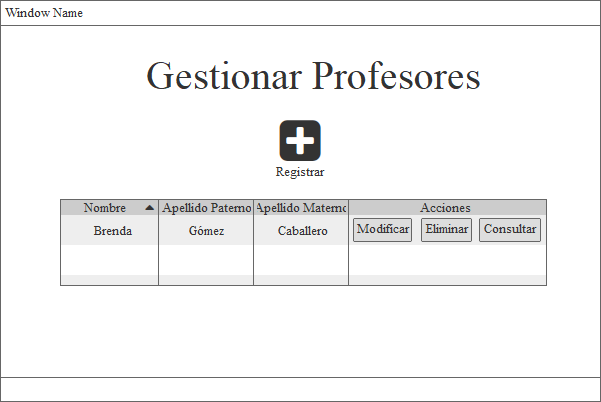 Window Name
Gestionar Profesores
Registrar
Nombre Apellido Paterno Apellido Materno Acciones
Brenda Gómez Caballero Modificar Eliminar Consultar